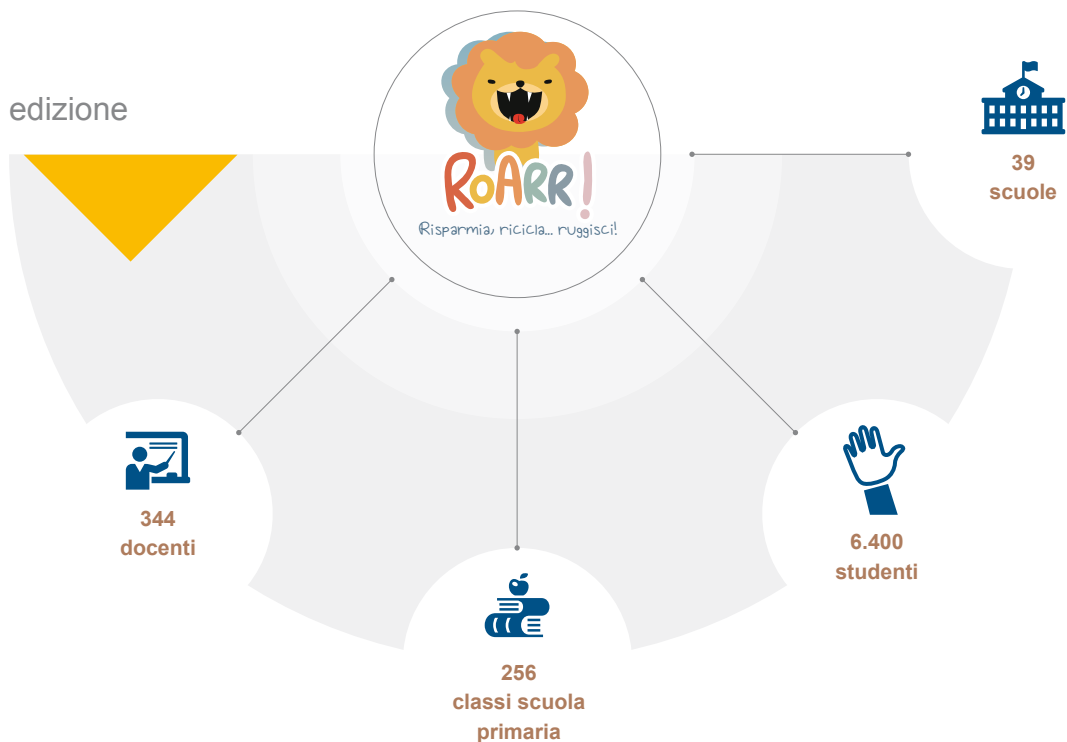 edizione
ROARR!
Risparmia, ricicla... ruggisci!
39
scuole
344
docenti
6.400
studenti
256
classi scuola
primaria